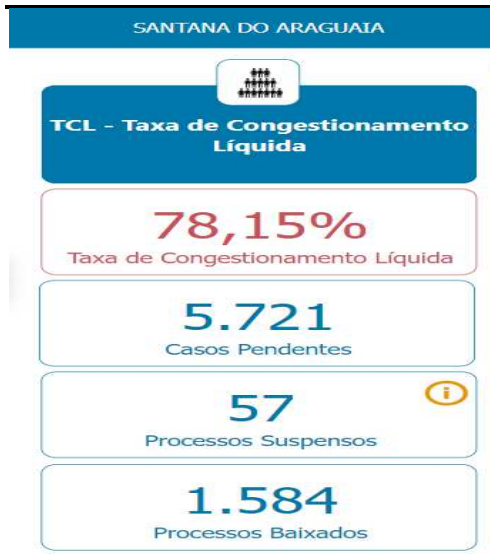 SANTANA DO ARAGUAIA
TCL - Taxa de Congestionamento
Líquida
78,15%
Taxa de Congestionamento Líquida
5.721
Casos Pendentes
57
Processos Suspensos
1.584
Processos Baixados